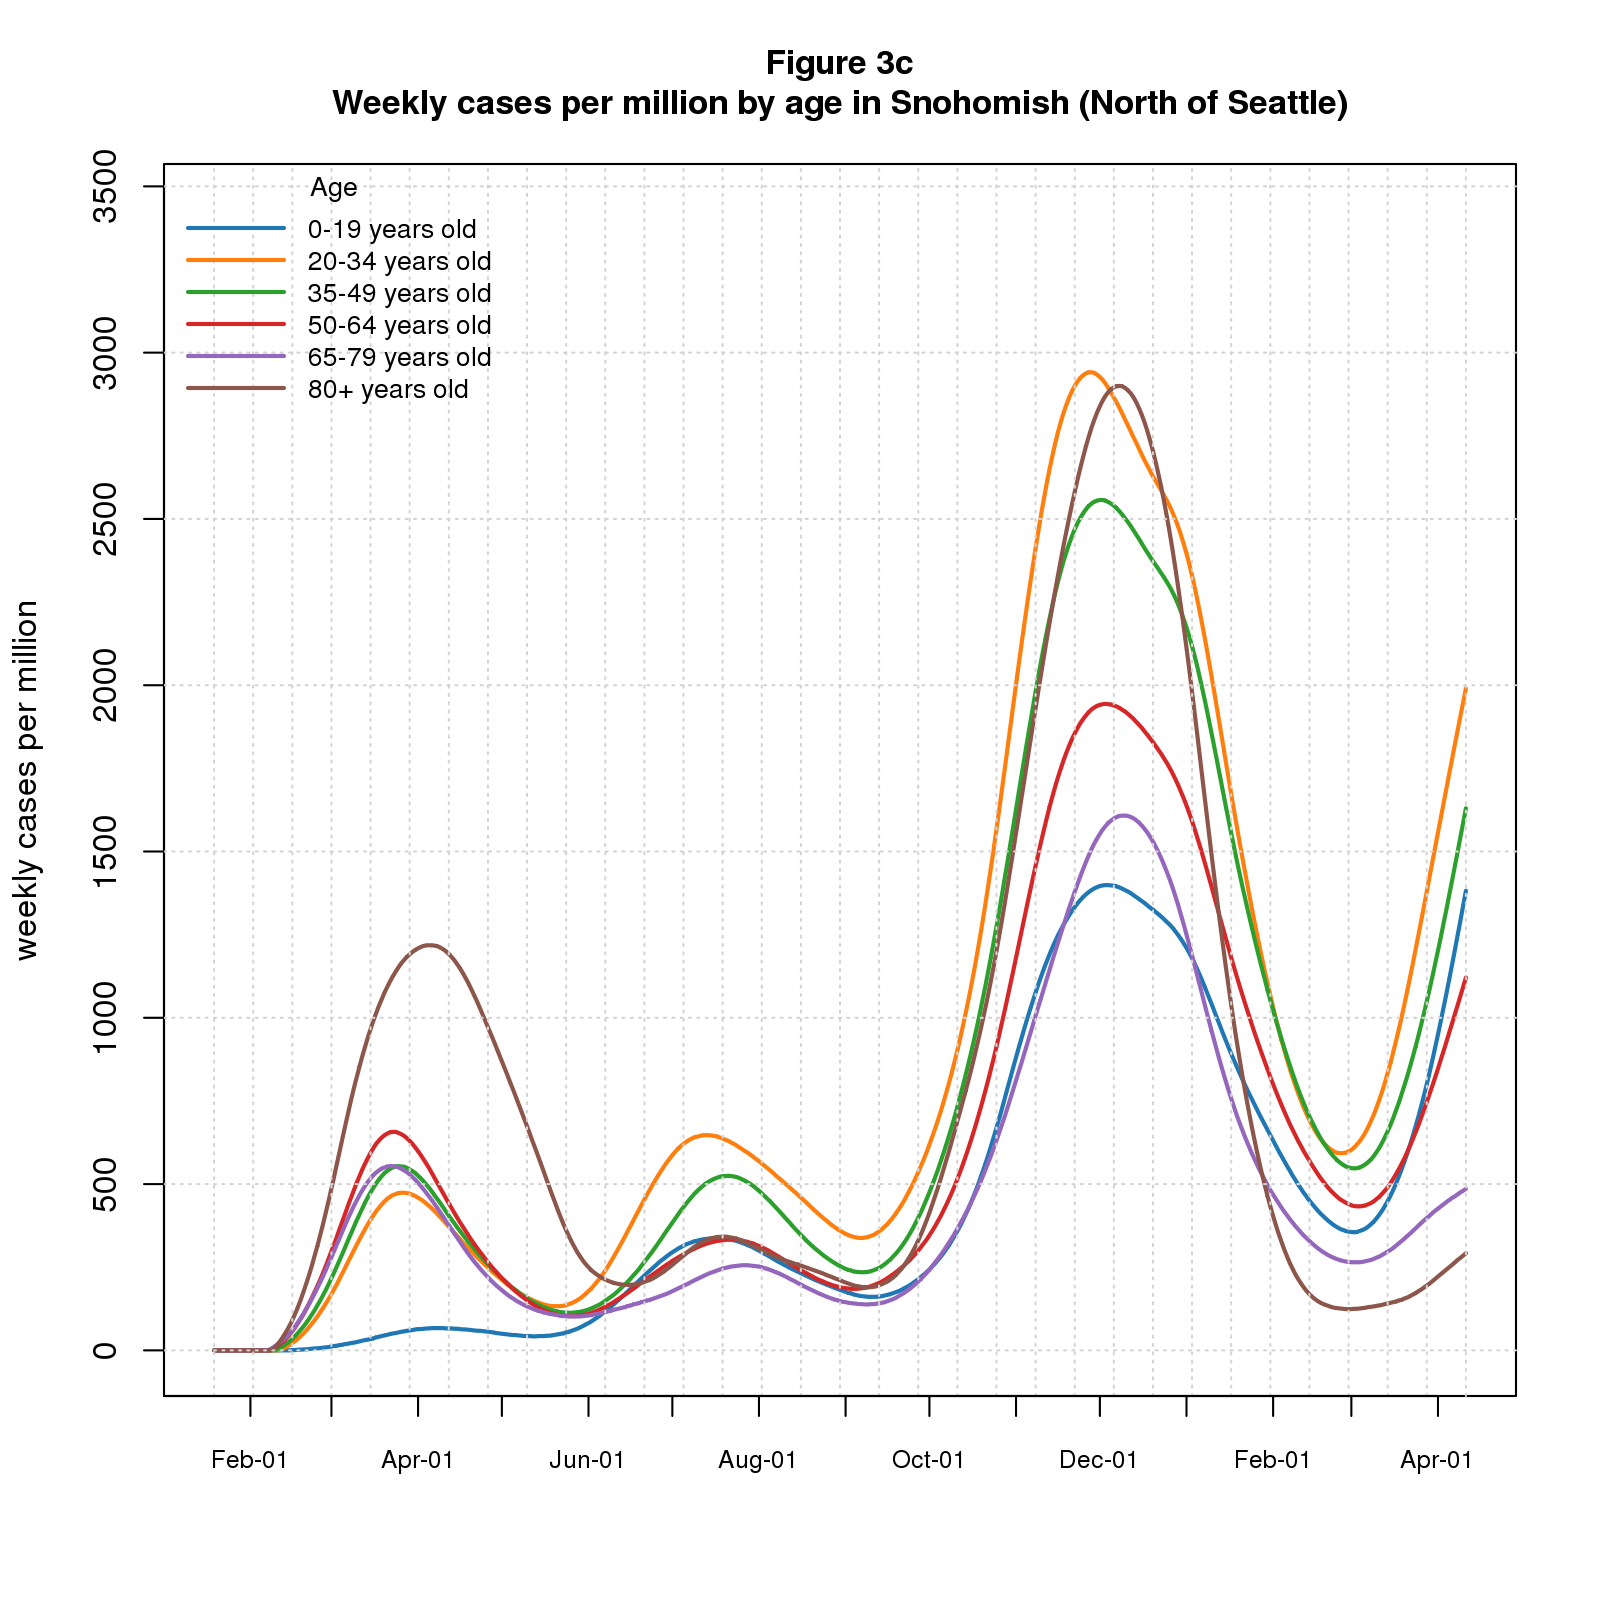 Figure 3c
Weekly cases per million by age in Snohomish (North of Seattle)
weekly cases per million
3500
3000
2500
2000
1500
1000
500
0
Age
0-19 years old
20-34 years old
35-49 years old
50-64 years old
65-79 years old
80+ years old
Feb-01 Apr-01 Jun-01 Aug-01 Oct-01 Dec-01 Feb-01 Apr-01